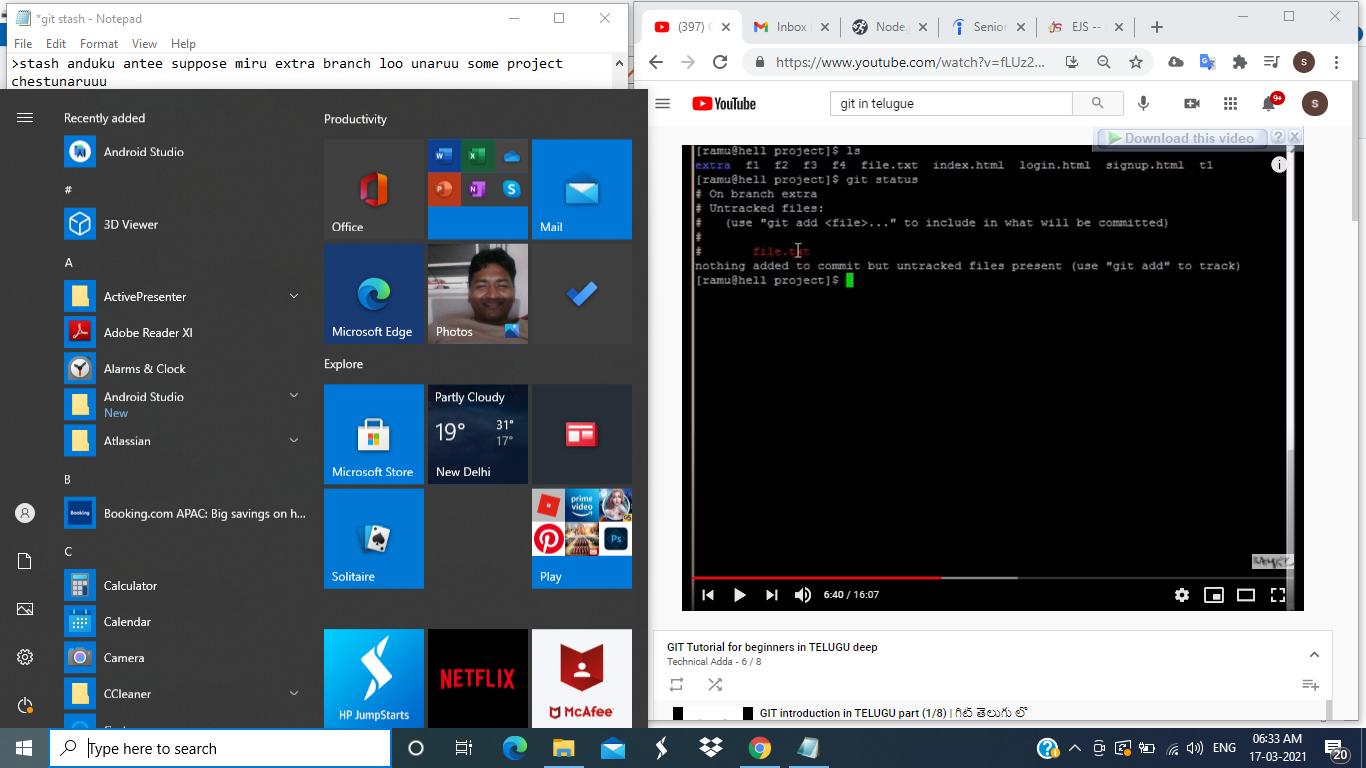 *git stash - Notepad
File Edit Format View Help
>stash anduku antee suppose miru extra branch loo unaruu some project
chestunaruuu
Recently added
Android Studio
#
3D Viewer
A
ActivePresenter
Adobe Reader XI
Alarms & Clock
Android Studio
New
Atlassian
B
Booking.com APAC: Big savings on h...
C
Calculator
Calendar
Camera
CCleaner
Productivity
Office
Mail
Microsoft Edge
Photos
Explore
Microsoft Store
Partly Cloudy
19° 31°
17°
New Delhi
Solitaire
prime video
Ps
Play
HP JumpStarts
NETFLIX
McAfee
(397) Inbox Node. Senior EJS --
https://www.youtube.com/watch?v=fLUz2...
S
YouTube
git in telugue
9+
S
Download this video
[ramu@hell project]$ ls
extra f1 f2 f3 f4 file.txt index.html login.html signup.html t1
[ramu@hell project]$ git status
# On branch extra
# Untracked files:
# (use "git add <file>..." to include in what will be committed)
#
# file.txt
nothing added to commit but untracked files present (use "git add" to track)
[ramu@hell project]$
6:40 / 16:07
GIT Tutorial for beginners in TELUGU deep
Technical Adda - 6 / 8
GIT introduction in TELUGU part (1/8) | గిట్ తెలుగు లో
Type here to search
ENG
06:33 AM
17-03-2021
20